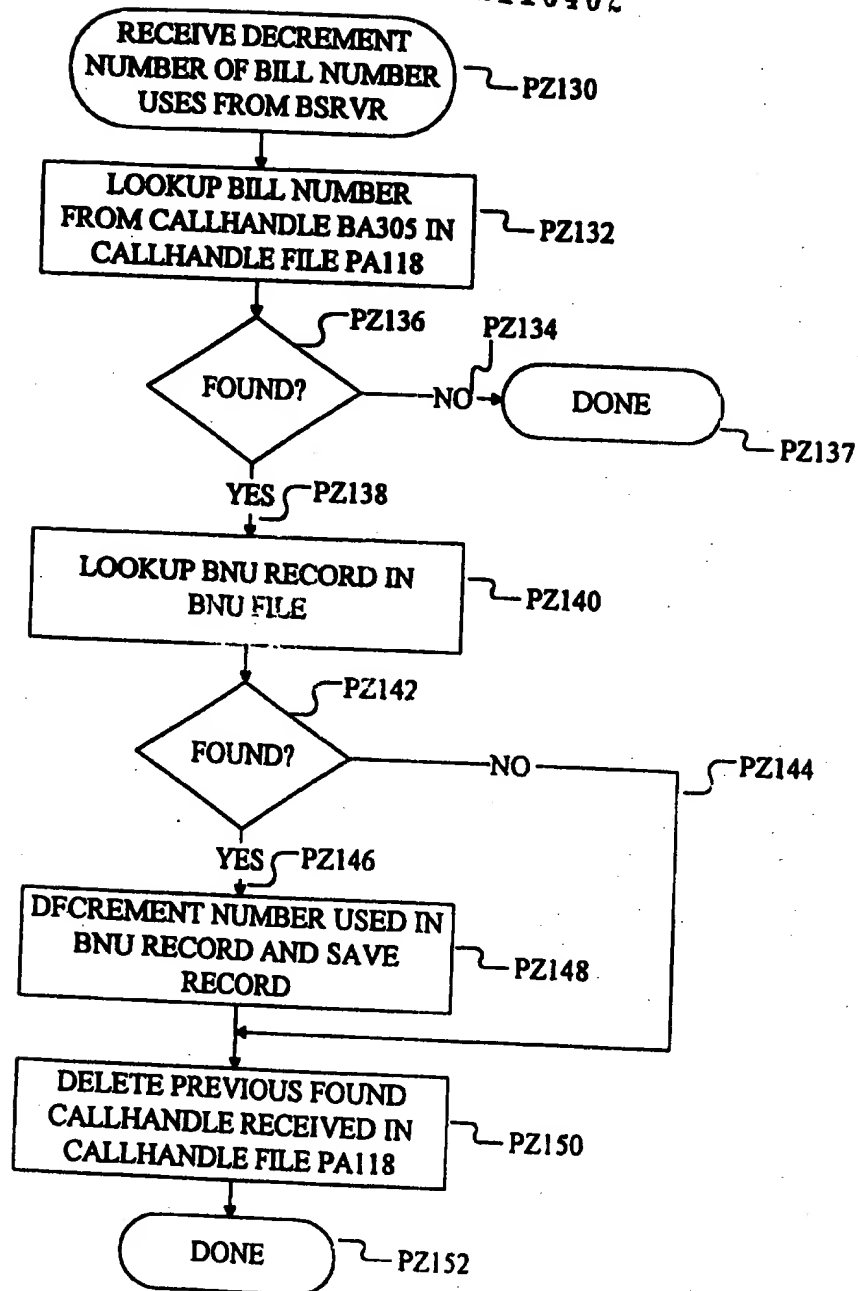 RECEIVE DECREMENT
NUMBER OF BILL NUMBER
USES FROM BSRVR
PZ130
LOOKUP BILL NUMBER
FROM CALLHANDLE BA305 IN
CALLHANDLE FILE PA118
PZ132
PZ136
PZ134
FOUND?
NO
DONE
PZ137
YES
PZ138
LOOKUP BNU RECORD IN
BNU FILE
PZ140
PZ142
FOUND?
NO
PZ144
YES
PZ146
DECREMENT NUMBER USED IN
BNU RECORD AND SAVE
RECORD
PZ148
DELETE PREVIOUS FOUND
CALLHANDLE RECEIVED IN
CALLHANDLE FILE PA118
PZ150
DONE
PZ152